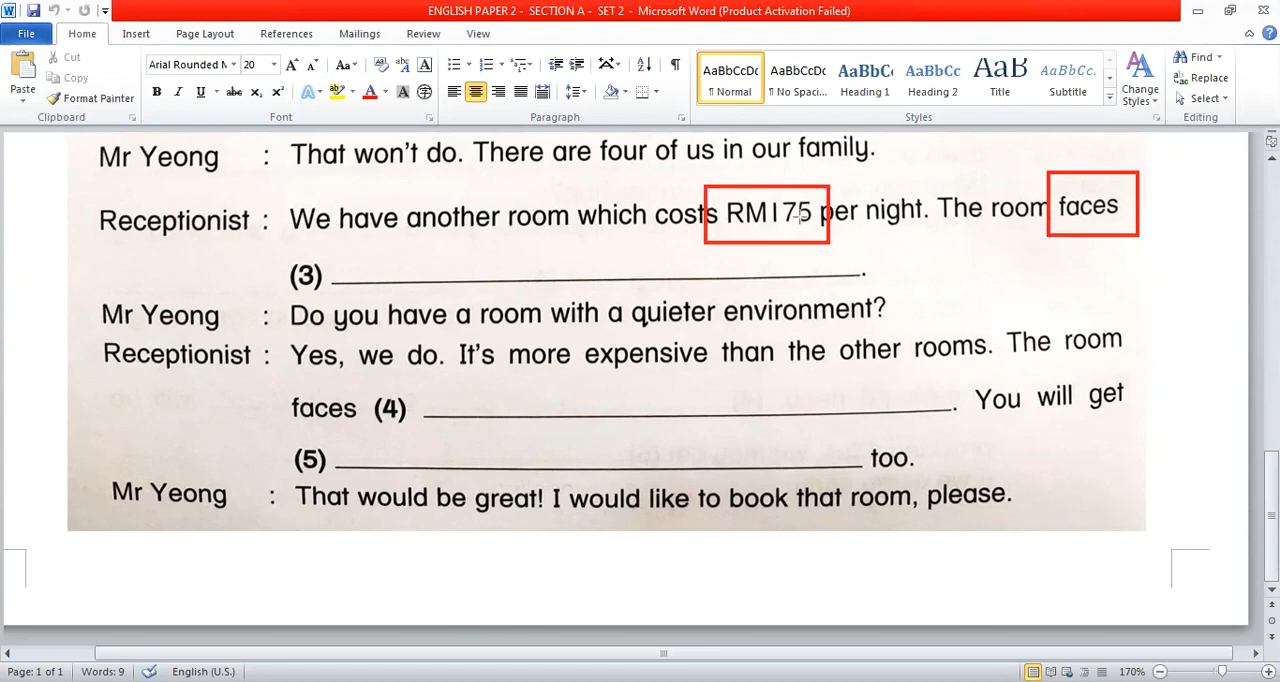 ENGLISH PAPER 2 - SECTION A - SET 2 - Microsoft Word (Product Activation Failed)
File Home Insert Page Layout References Mailings Review View
Cut
Copy
Format Painter
Paste
Clipboard
Arial Rounded M 20
Font
Paragraph
AaBbCcDc AaBbCcDc AaBbC AaBbCc AaB AaBbCc.
¶ Normal ¶ No Spaci... Heading 1 Heading 2 Title Subtitle
Change Styles
Styles
Find
Replace
Select
Editing
Mr Yeong : That won't do. There are four of us in our family.
Receptionist : We have another room which costs RM175 per night. The room faces
(3) ______________________________.
Mr Yeong : Do you have a room with a quieter environment?
Receptionist : Yes, we do. It's more expensive than the other rooms. The room
faces (4) ______________________________. You will get
(5) ______________________________ too.
Mr Yeong : That would be great! I would like to book that room, please.
Page: 1 of 1 Words: 9 English (U.S.) 170%